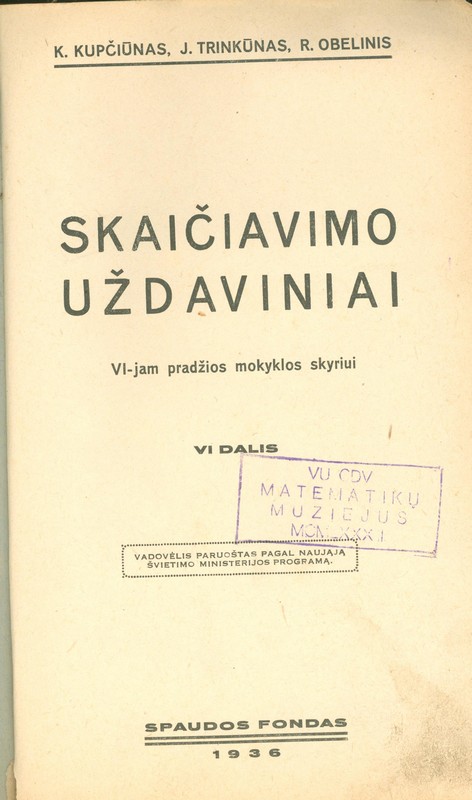 K. KUPČIŪNAS, J. TRINKŪNAS, R. OBELINIS
SKAIČIAVIMO
UŽDAVINIAI
VI-jam pradžios mokyklos skyriui
VI DALIS
VU CDV
MATEMATIKŲ
MUZIEJUS
VADOVĖLIS PARUOŠTAS PAGAL NAUJĄJĄ
ŠVIETIMO MINISTERIJOS PROGRAMĄ.
SPAUDOS FONDAS
1936